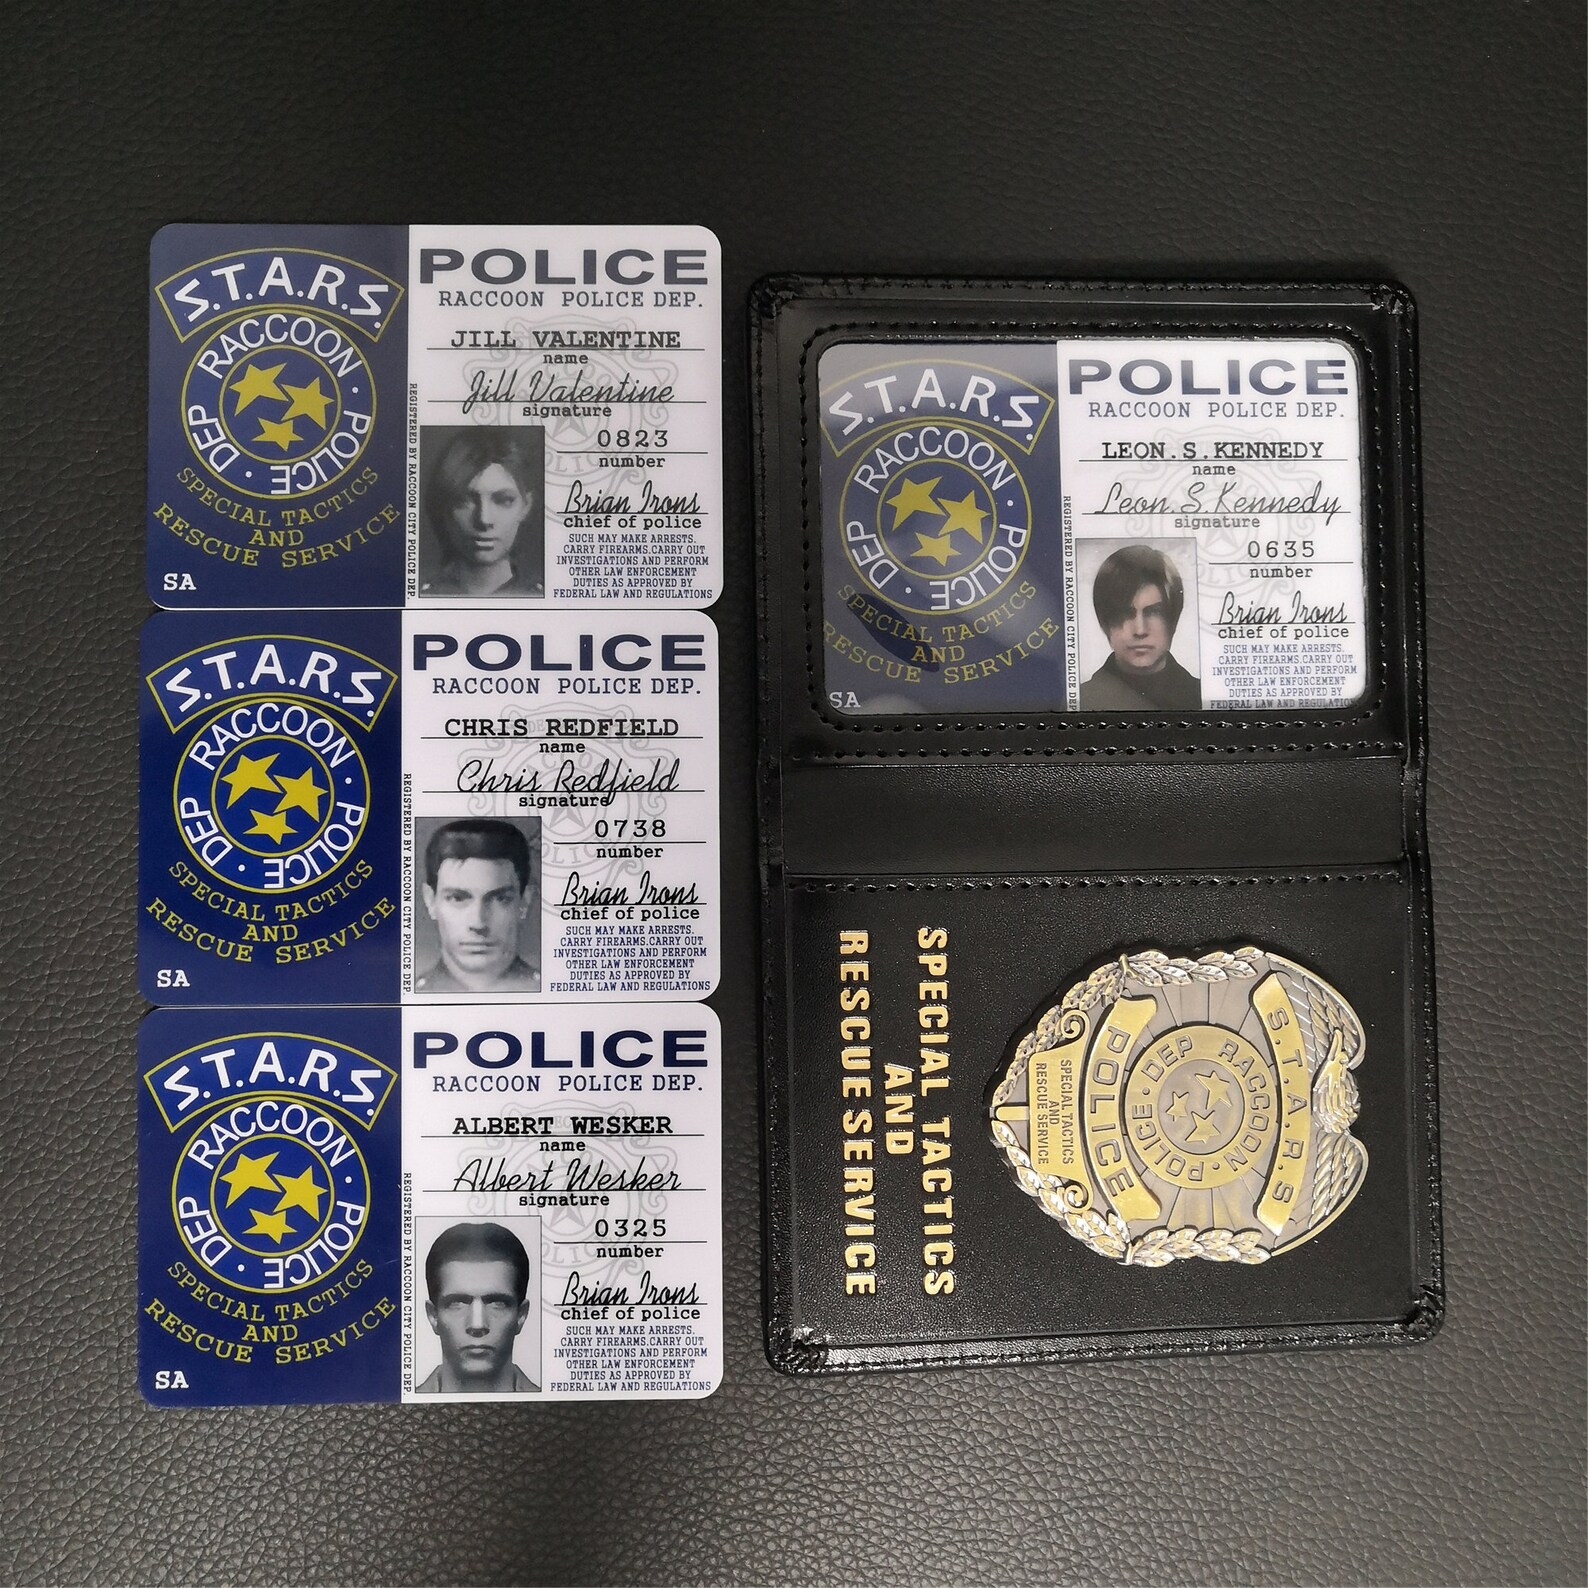 S.T.A.R.S.
RACCOON · POLICE · DEP
SPECIAL TACTICS
AND
RESCUE SERVICE
SA
POLICE
RACCOON POLICE DEP.
JILL VALENTINE
name
Jill Valentine
signature
0823
number
Brian Irons
chief of police
SUCH MAY MAKE ARRESTS.
CARRY FIREARMS.CARRY OUT
INVESTIGATIONS AND PERFORM
OTHER LAW ENFORCEMENT
DUTIES AS APPROVED BY
FEDERAL LAW AND REGULATIONS
REGISTERED BY RACCOON CITY POLICE DEP.
S.T.A.R.S.
RACCOON · POLICE · DEP
SPECIAL TACTICS
AND
RESCUE SERVICE
SA
POLICE
RACCOON POLICE DEP.
CHRIS REDFIELD
name
Chris Redfield
signature
0738
number
Brian Irons
chief of police
SUCH MAY MAKE ARRESTS.
CARRY FIREARMS.CARRY OUT
INVESTIGATIONS AND PERFORM
OTHER LAW ENFORCEMENT
DUTIES AS APPROVED BY
FEDERAL LAW AND REGULATIONS
REGISTERED BY RACCOON CITY POLICE DEP.
S.T.A.R.S.
RACCOON · POLICE · DEP
SPECIAL TACTICS
AND
RESCUE SERVICE
SA
POLICE
RACCOON POLICE DEP.
ALBERT WESKER
name
Albert Wesker
signature
0325
number
Brian Irons
chief of police
SUCH MAY MAKE ARRESTS.
CARRY FIREARMS.CARRY OUT
INVESTIGATIONS AND PERFORM
OTHER LAW ENFORCEMENT
DUTIES AS APPROVED BY
FEDERAL LAW AND REGULATIONS
REGISTERED BY RACCOON CITY POLICE DEP.
S.T.A.R.S.
RACCOON · POLICE · DEP
SPECIAL TACTICS
AND
RESCUE SERVICE
SA
POLICE
RACCOON POLICE DEP.
LEON.S.KENNEDY
name
Leon.S.Kennedy
signature
0635
number
Brian Irons
chief of police
SUCH MAY MAKE ARRESTS.
CARRY FIREARMS.CARRY OUT
INVESTIGATIONS AND PERFORM
OTHER LAW ENFORCEMENT
DUTIES AS APPROVED BY
FEDERAL LAW AND REGULATION
REGISTERED BY RACCOON CITY POLICE DE
SPECIAL TACTICS
AND
RESCUE SERVICE
S.T.A.R.S
RACCOON · POLICE · DEP
POLICE
SPECIAL TACTICS
AND
RESCUE SERVICE